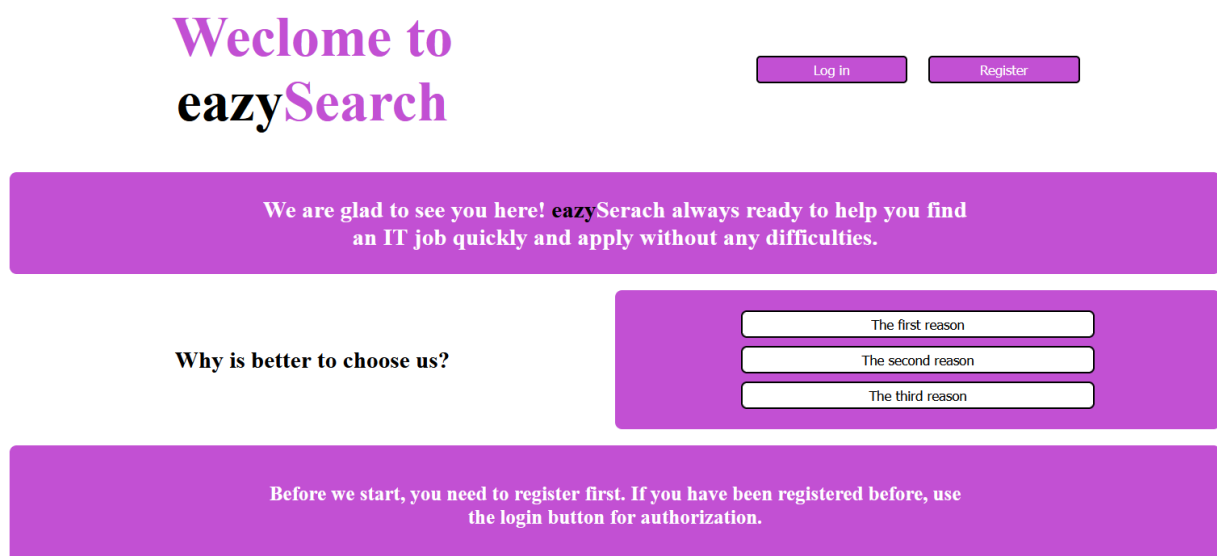 Weclome to
eazySearch
Log in
Register
We are glad to see you here! eazySerach always ready to help you find
an IT job quickly and apply without any difficulties.
Why is better to choose us?
The first reason
The second reason
The third reason
Before we start, you need to register first. If you have been registered before, use
the login button for authorization.